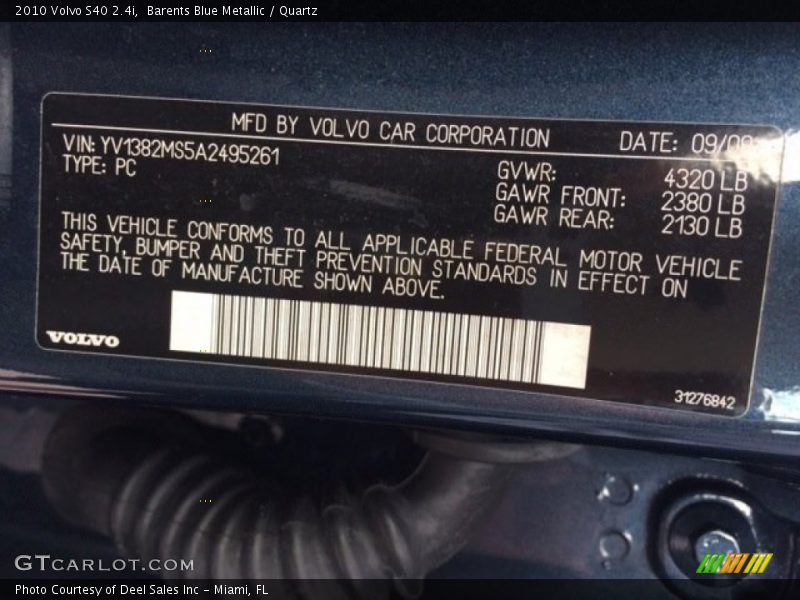 2010 Volvo S40 2.4i, Barents Blue Metallic / Quartz
MFD BY VOLVO CAR CORPORATION DATE: 09/09
VIN: YV1382MS5A2495261
TYPE: PC
GVWR: 4320 LB
GAWR FRONT: 2380 LB
GAWR REAR: 2130 LB
THIS VEHICLE CONFORMS TO ALL APPLICABLE FEDERAL MOTOR VEHICLE
SAFETY, BUMPER AND THEFT PREVENTION STANDARDS IN EFFECT ON
THE DATE OF MANUFACTURE SHOWN ABOVE.
VOLVO
31276842
GTCARLOT.COM
Photo Courtesy of Deel Sales Inc - Miami, FL